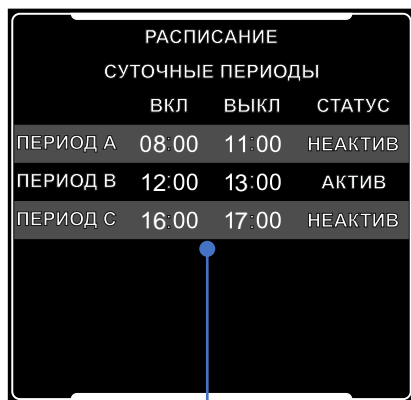 РАСПИСАНИЕ
СУТОЧНЫЕ ПЕРИОДЫ
ВКЛ ВЫКЛ СТАТУС
ПЕРИОД А 08:00 11:00 НЕАКТИВ
ПЕРИОД В 12:00 13:00 АКТИВ
ПЕРИОД С 16:00 17:00 НЕАКТИВ